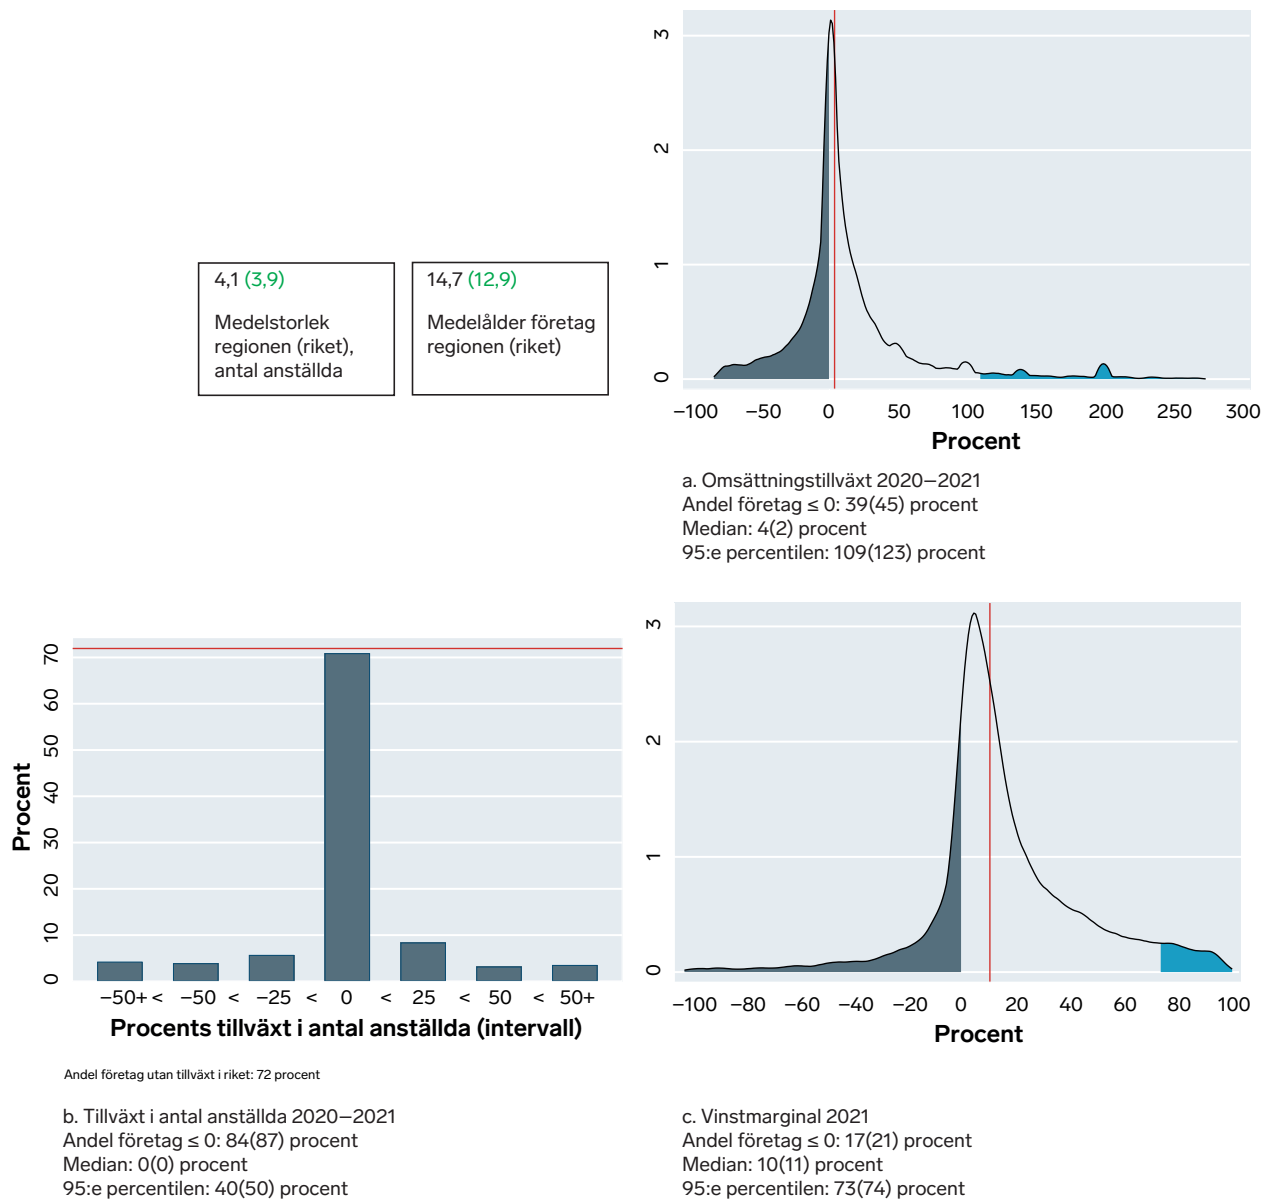 4,1 (3,9)
Medelstorlek
regionen (riket),
antal anställda
14,7 (12,9)
Medelålder företag
regionen (riket)
3
2
1
0
−100 −50 0 50 100 150 200 250 300
Procent
a. Omsättningstillväxt 2020–2021
Andel företag ≤ 0: 39(45) procent
Median: 4(2) procent
95:e percentilen: 109(123) procent
Procent
70
60
50
40
30
20
10
0
−50+ < −50 < −25 < 0 < 25 < 50 < 50+
Procents tillväxt i antal anställda (intervall)
Andel företag utan tillväxt i riket: 72 procent
b. Tillväxt i antal anställda 2020–2021
Andel företag ≤ 0: 84(87) procent
Median: 0(0) procent
95:e percentilen: 40(50) procent
3
2
1
0
−100 −80 −60 −40 −20 0 20 40 60 80 100
Procent
c. Vinstmarginal 2021
Andel företag ≤ 0: 17(21) procent
Median: 10(11) procent
95:e percentilen: 73(74) procent